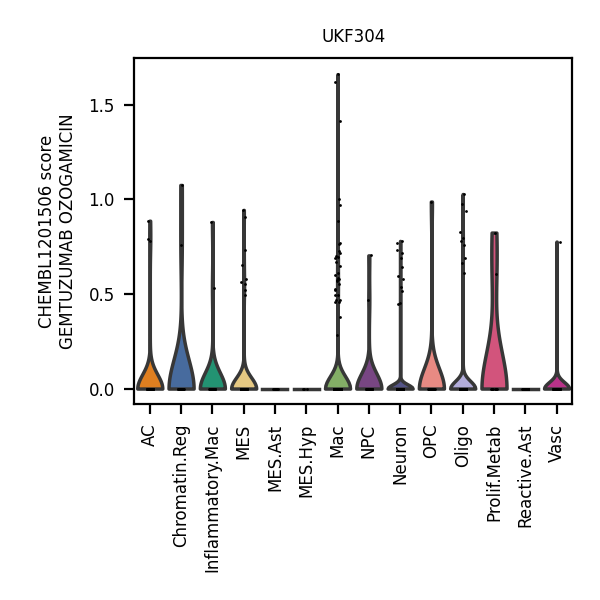 UKF304
CHEMBL1201506 score
GEMTUZUMAB OZOGAMICIN
1.5
1.0
0.5
0.0
AC
Chromatin.Reg
Inflammatory.Mac
MES
MES.Ast
MES.Hyp
Mac
NPC
Neuron
OPC
Oligo
Prolif.Metab
Reactive.Ast
Vasc